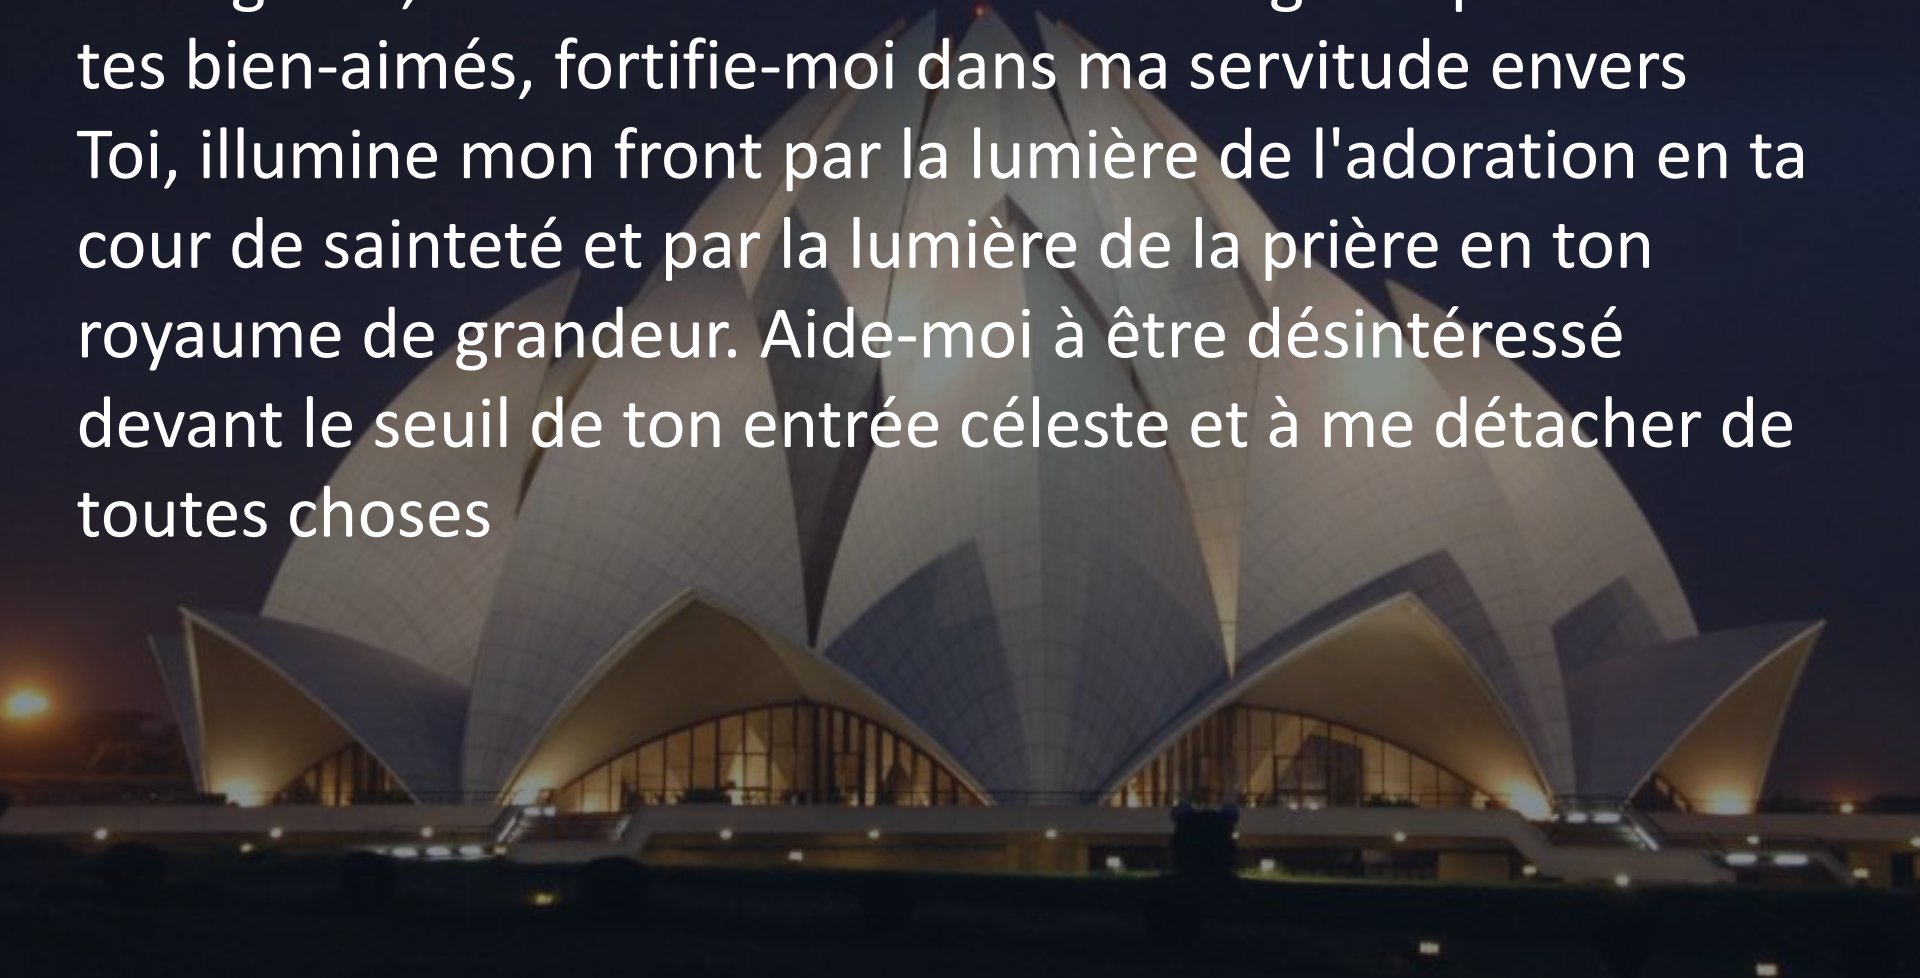 tes bien-aimés, fortifie-moi dans ma servitude envers
Toi, illumine mon front par la lumière de l'adoration en ta
cour de sainteté et par la lumière de la prière en ton
royaume de grandeur. Aide-moi à être désintéressé
devant le seuil de ton entrée céleste et à me détacher de
toutes choses